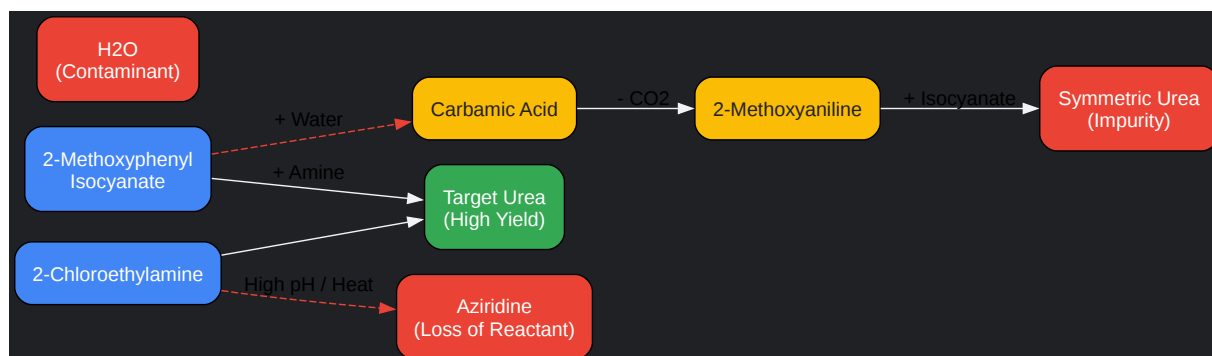 H2O
(Contaminant)
+ Water
Carbamic Acid
- CO2
2-Methoxyaniline
+ Isocyanate
Symmetric Urea
(Impurity)
2-Methoxyphenyl
Isocyanate
+ Amine
Target Urea
(High Yield)
2-Chloroethylamine
High pH / Heat
Aziridine
(Loss of Reactant)